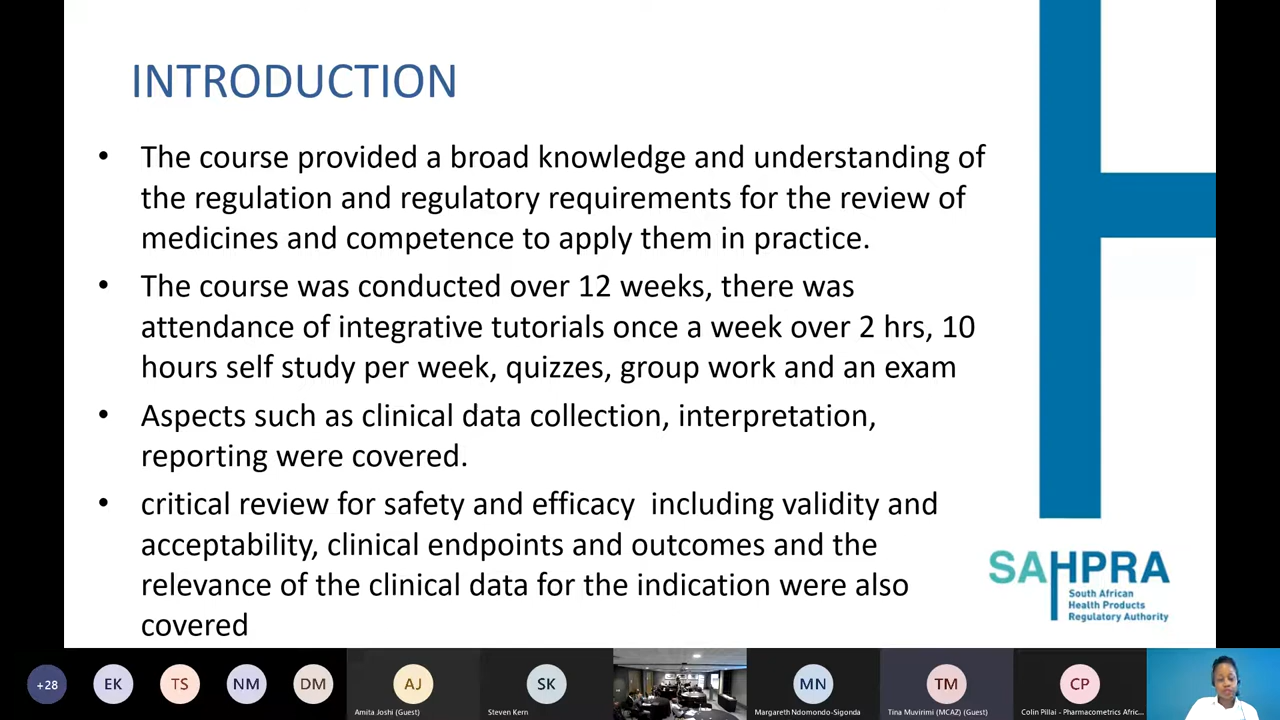 INTRODUCTION
• The course provided a broad knowledge and understanding of
the regulation and regulatory requirements for the review of
medicines and competence to apply them in practice.
• The course was conducted over 12 weeks, there was
attendance of integrative tutorials once a week over 2 hrs, 10
hours self study per week, quizzes, group work and an exam
• Aspects such as clinical data collection, interpretation,
reporting were covered.
• critical review for safety and efficacy  including validity and
acceptability, clinical endpoints and outcomes and the
relevance of the clinical data for the indication were also
covered
SAHPRA
South African
Health Products
Regulatory Authority
+28
EK
TS
NM
DM
AJ
Amita Joshi (Guest)
SK
Steven Kern
MN
Margareth Ndomondo-Sigonda
TM
Tina Muvirimi (MCAZ) (Guest)
CP
Colin Pillai - Pharmacometrics Afric...